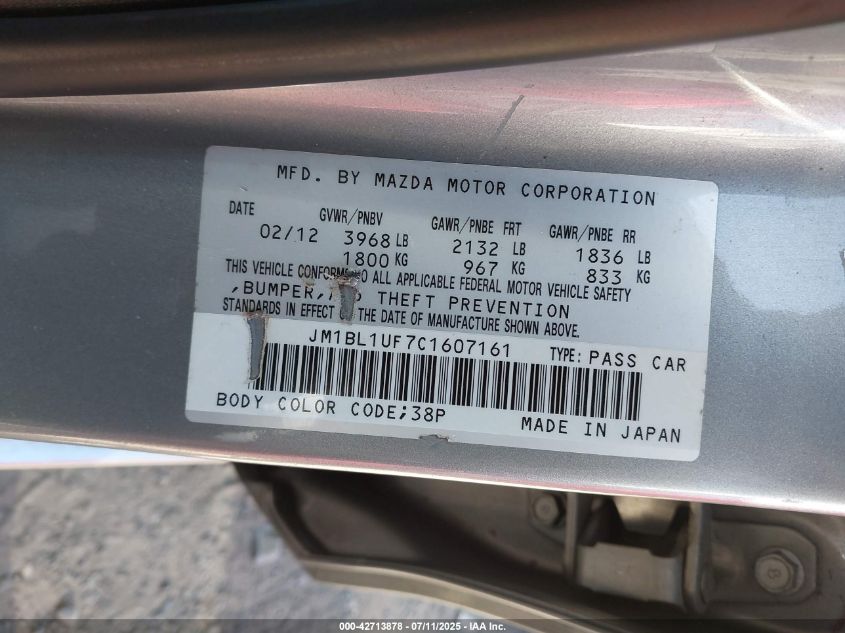 MFD. BY MAZDA MOTOR CORPORATION
DATE GVWR/PNBV GAWR/PNBE FRT GAWR/PNBE RR
02/12 3968 LB 2132 LB 1836 LB
1800 KG 967 KG 833 KG
THIS VEHICLE CONFORMS TO ALL APPLICABLE FEDERAL MOTOR VEHICLE SAFETY
,BUMPER, THEFT PREVENTION
STANDARDS IN EFFECT THE DATE OF MANUFACTURE SHOWN ABOVE.
JM1BL1UF7C1607161 TYPE: PASS CAR
BODY COLOR CODE;38P MADE IN JAPAN
8
000-42713878 - 07/11/2025 - IAA Inc.